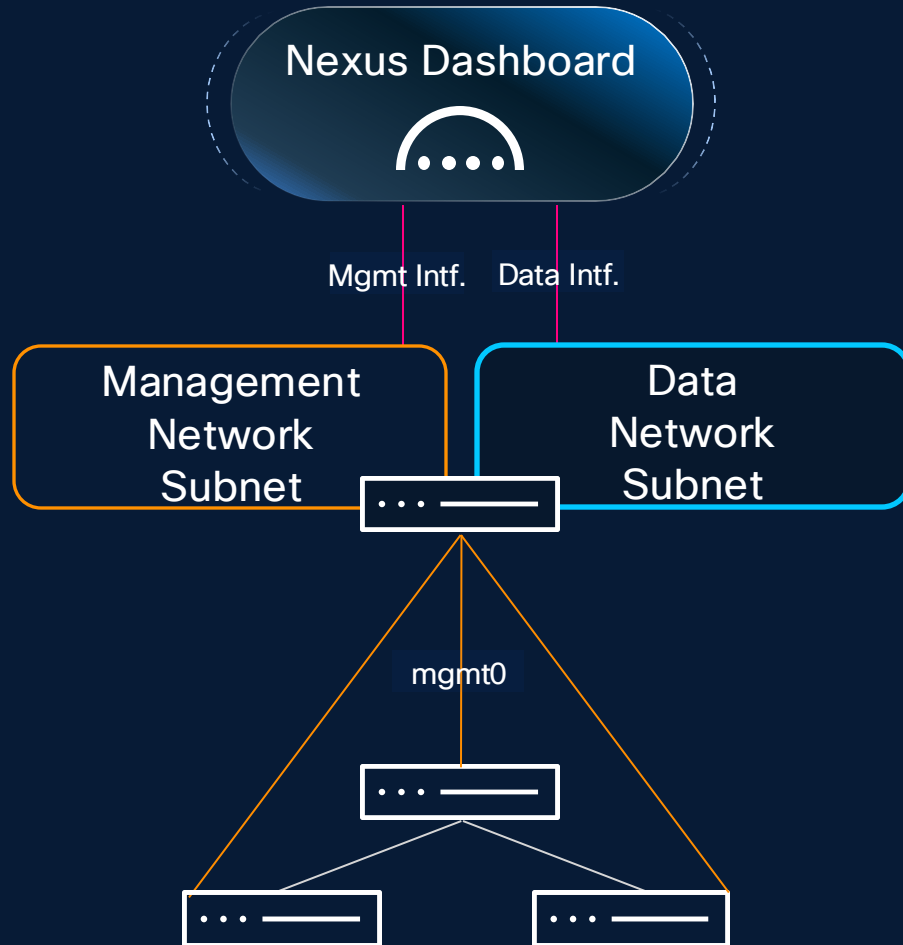 Nexus Dashboard
Mgmt Intf.
Data Intf.
Management
Network
Subnet
Data
Network
Subnet
mgmt0